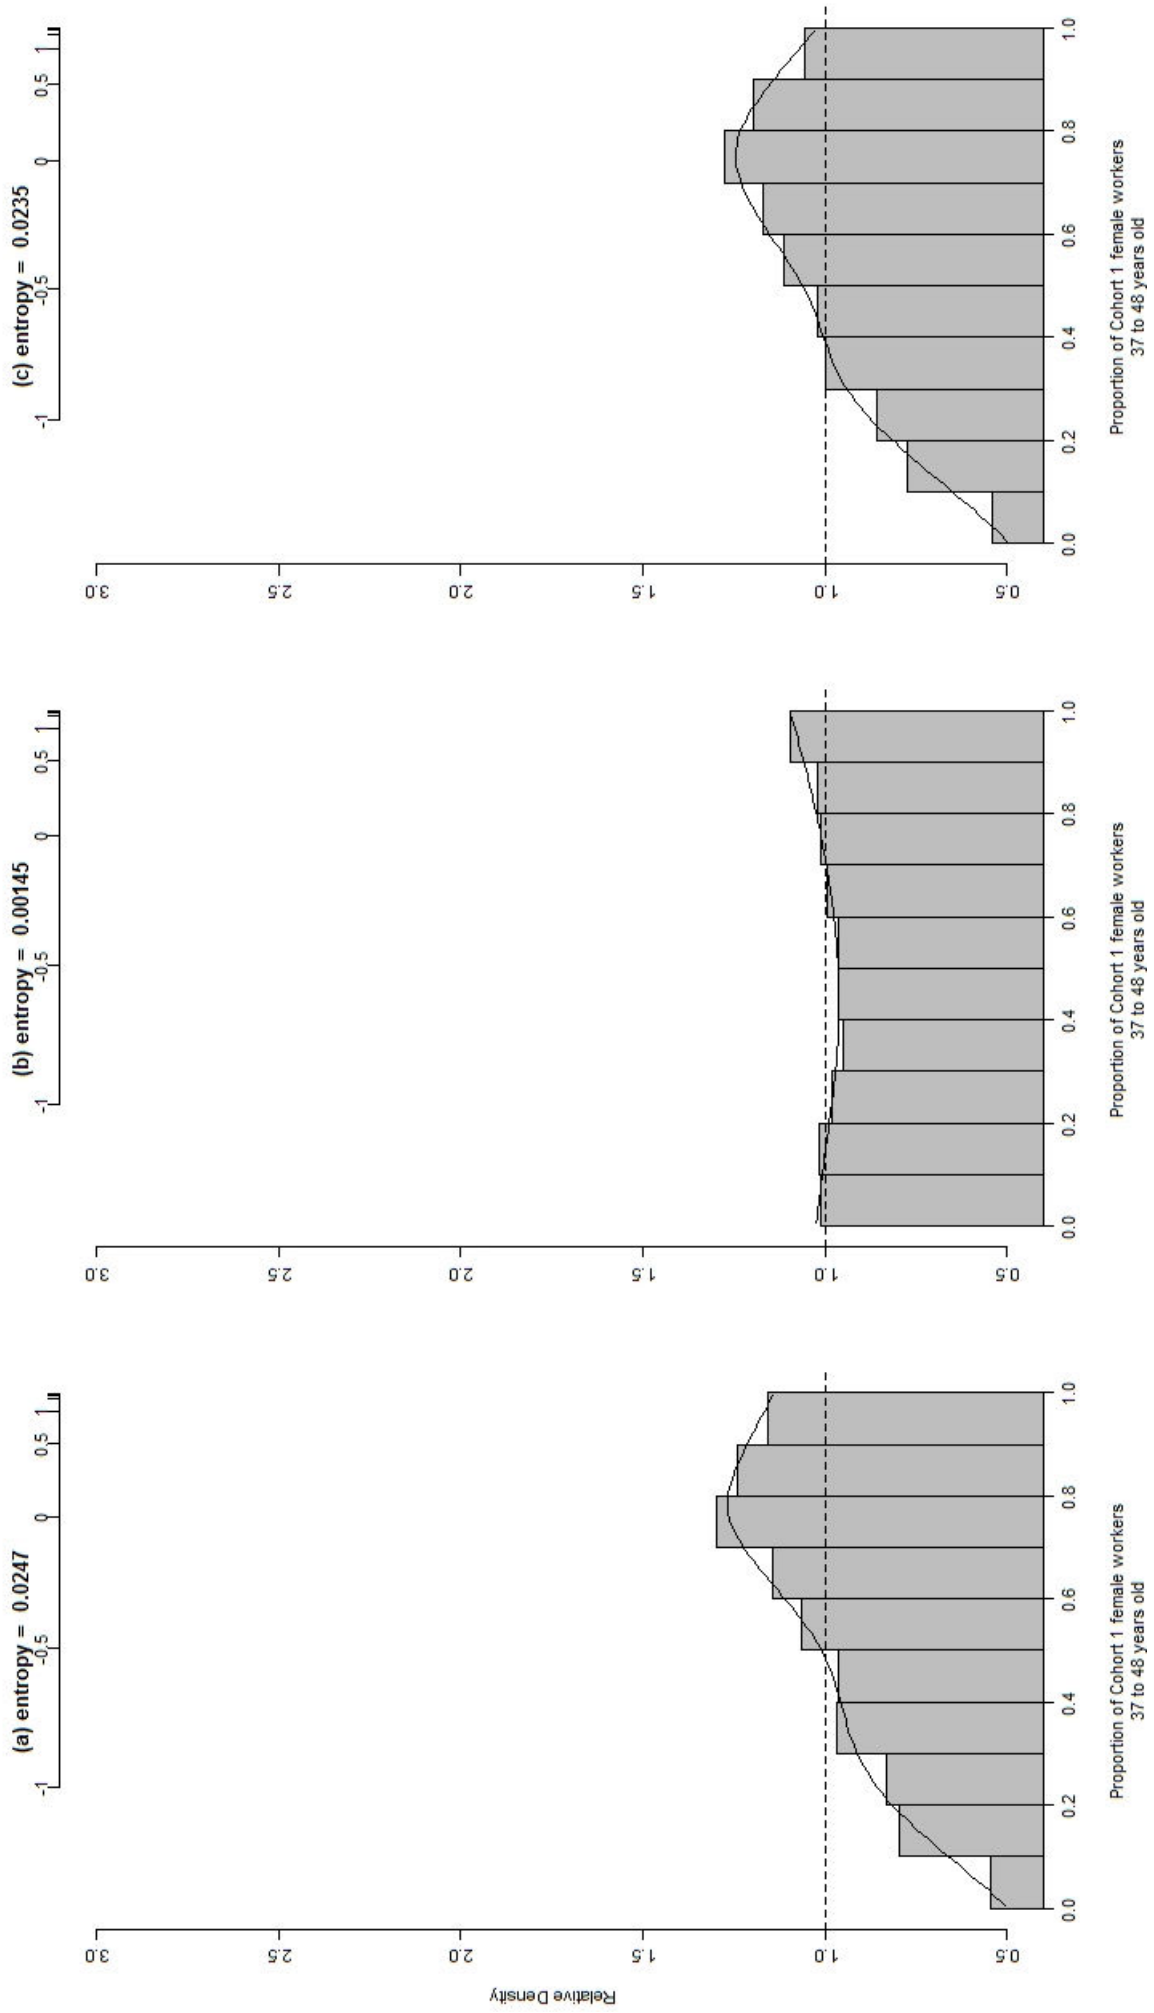 (a) entropy = 0.0247
-1 -0.5 0 0.5 1
Relative Density
3.0
2.5
2.0
1.5
1.0
0.5
0.0 0.2 0.4 0.6 0.8 1.0
Proportion of Cohort 1 female workers
37 to 48 years old
(b) entropy = 0.00145
-1 -0.5 0 0.5 1
3.0
2.5
2.0
1.5
1.0
0.5
0.0 0.2 0.4 0.6 0.8 1.0
Proportion of Cohort 1 female workers
37 to 48 years old
(c) entropy = 0.0235
-1 -0.5 0 0.5 1
3.0
2.5
2.0
1.5
1.0
0.5
0.0 0.2 0.4 0.6 0.8 1.0
Proportion of Cohort 1 female workers
37 to 48 years old